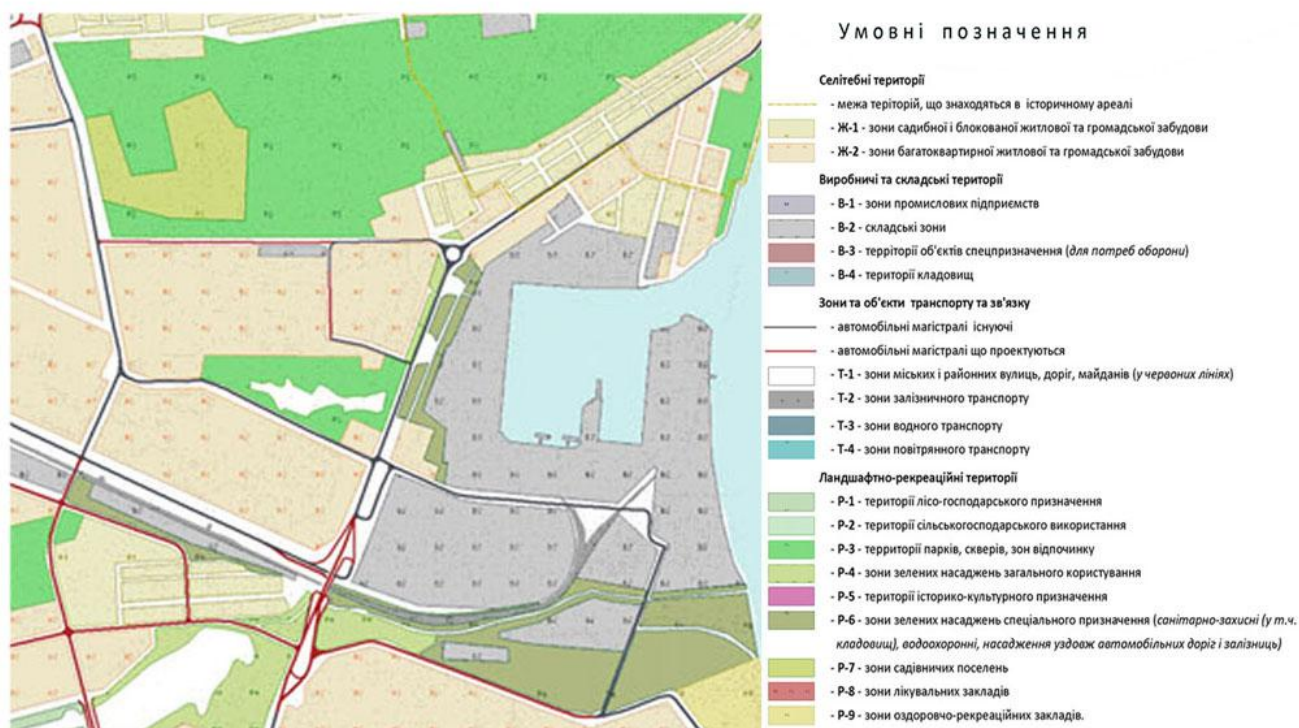 Умовні позначення
Селітебні території
- межа теріторій, що знаходяться в історичному ареалі
- Ж-1 - зони садибної і блокованої житлової та громадської забудови
- Ж-2 - зони багатоквартирної житлової та громадської забудови
Виробничі та складські території
- В-1 - зони промислових підприємств
- В-2 - складські зони
- В-3 - терріторії об'єктів спецпризначення (для потреб оборони)
- В-4 - території кладовищ
Зони та об'єкти транспорту та зв'язку
- автомобільні магістралі існуючі
- автомобільні магістралі що проектуються
- Т-1 - зони міських і районних вулиць, доріг, майданів (у червоних лініях)
- Т-2 - зони залізничного транспорту
- Т-3 - зони водного транспорту
- Т-4 - зони повітрянного транспорту
Ландшафтно-рекреаційні території
- Р-1 - території лісо-господарського призначення
- Р-2 - території сільськогосподарського використання
- Р-3 - территорії парків, скверів, зон відпочинку
- Р-4 - зони зелених насаджень загального користування
- Р-5 - території історико-культурного призначення
- Р-6 - зони зелених насаджень спеціального призначення (санітарно-захисні (у т.ч.
кладовищ), водоохоронні, насадження уздовж автомобільних доріг і залізниць)
- Р-7 - зони садівничих поселень
- Р-8 - зони лікувальних закладів
- Р-9 - зони оздоровчо-рекреаційних закладів.